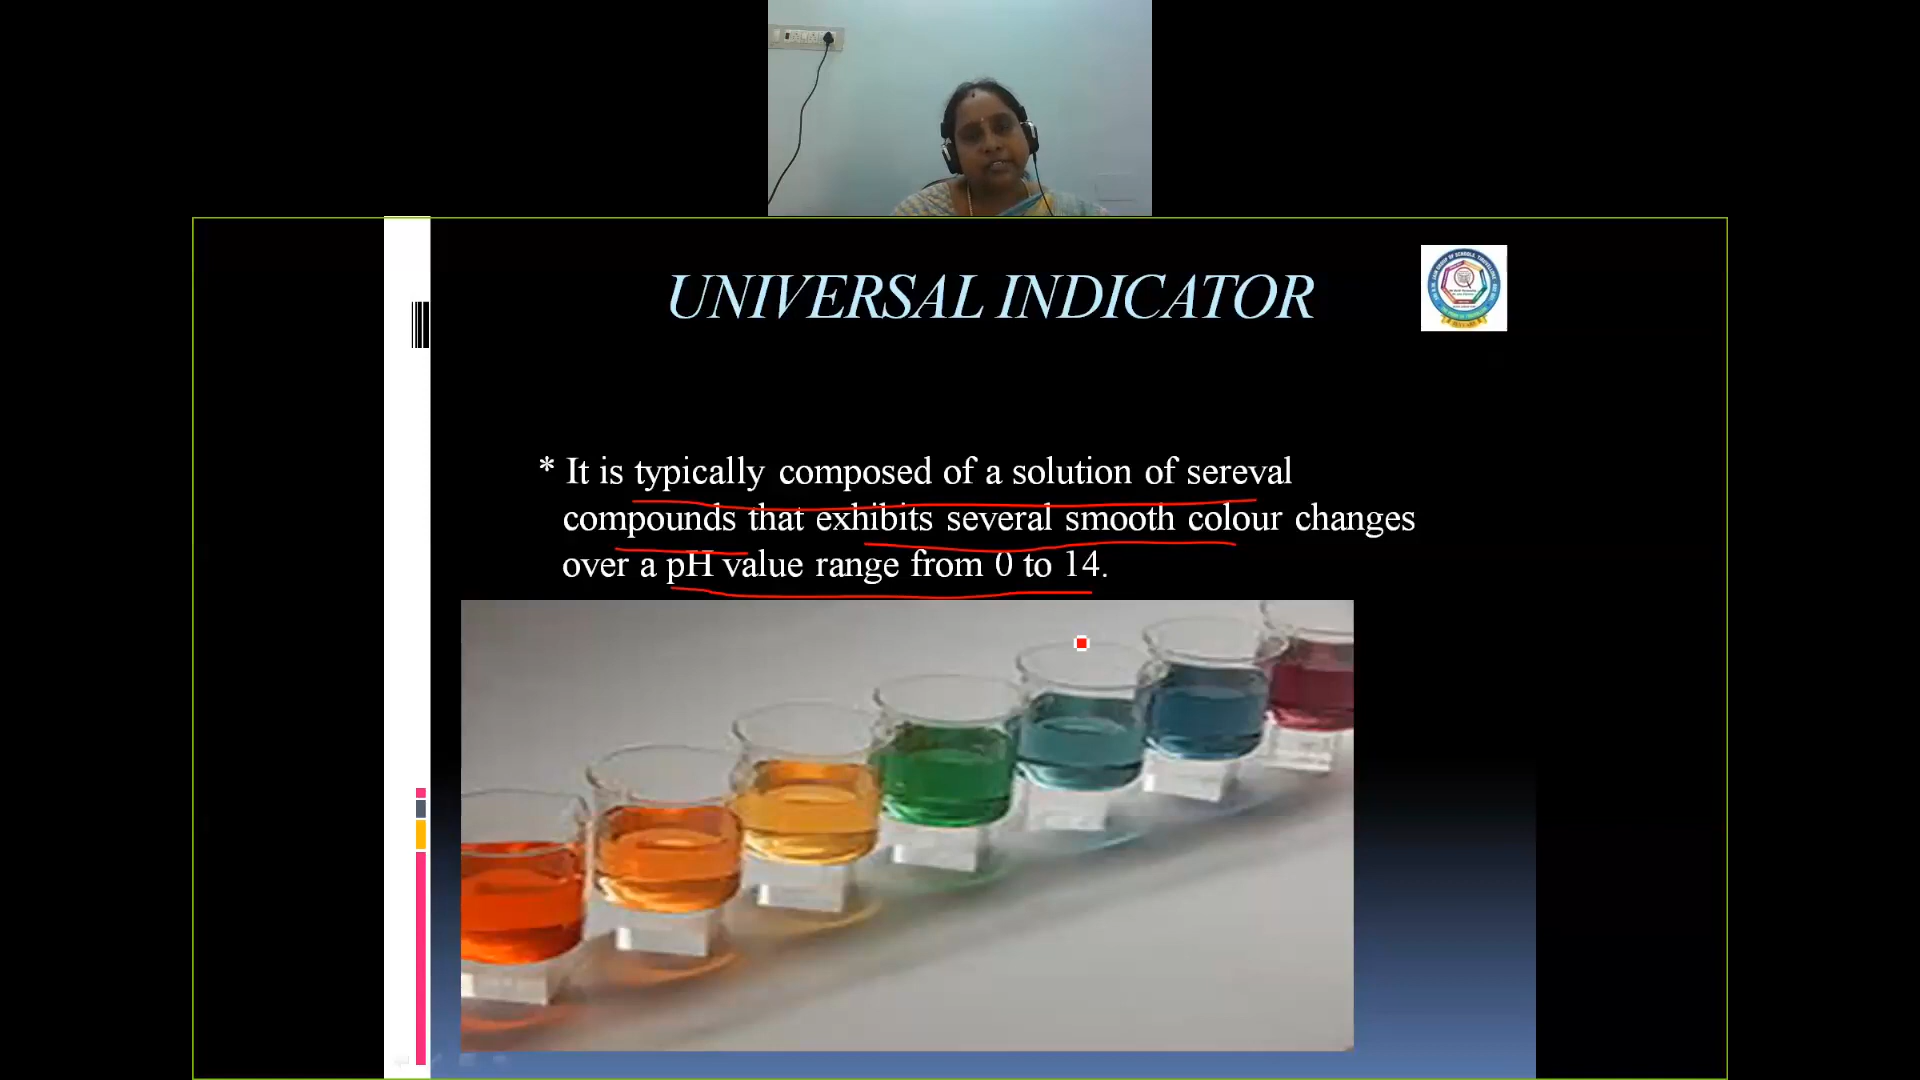 UNIVERSAL INDICATOR
* It is typically composed of a solution of sereval
compounds that exhibits several smooth colour changes
over a pH value range from 0 to 14.